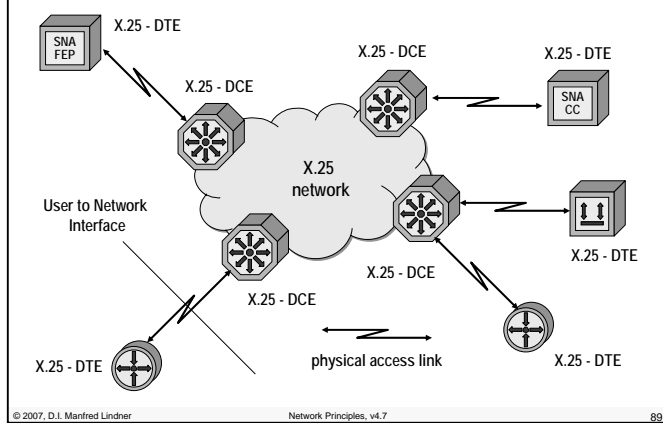 X.25 - DTE
SNA
FEP
X.25 - DCE
X.25 - DTE
SNA
CC
X.25 - DCE
X.25
network
User to Network
Interface
X.25 - DTE
X.25 - DCE
X.25 - DCE
X.25 - DTE
physical access link
X.25 - DTE
© 2007, D.I. Manfred Lindner
Network Principles, v4.7
89